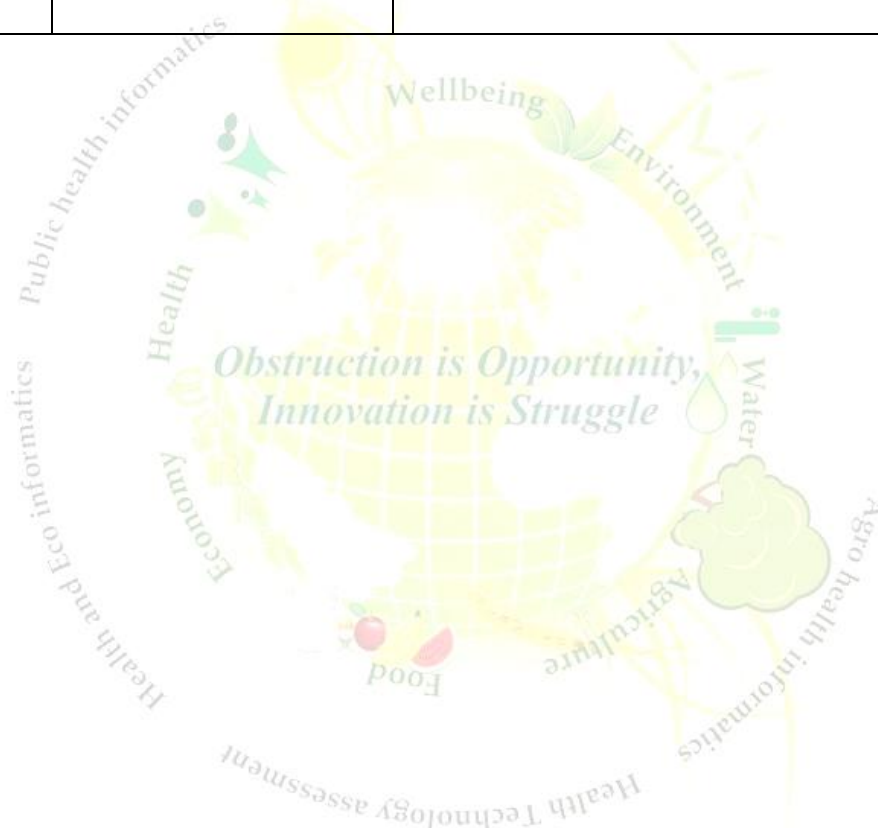 Public health informatics
Wellbeing
Environment
Health
Obstruction is Opportunity,
Innovation is Struggle
Water
Economy
Agriculture
Food
Health and Eco informatics
Agro health informatics
Health Technology assessment